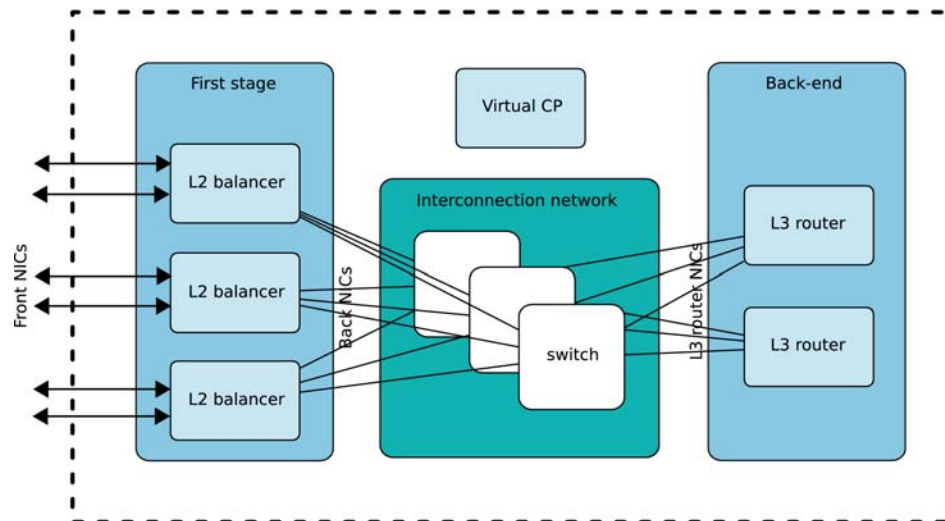 First stage
Virtual CP
Back-end
L2 balancer
L2 balancer
L2 balancer
Interconnection network
switch
L3 router
L3 router
Front NICs
Back NICs
L3 router NICs